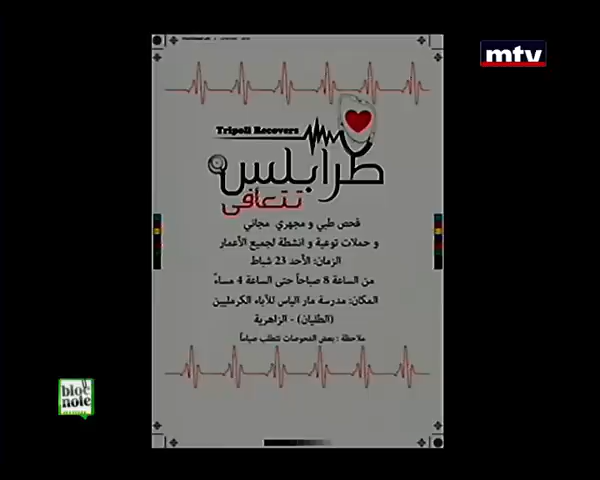 mtv
Tripoli Recovers
طرابلس
تتعافى
فحص طبي و مجهري مجاني
و حملات توعية و انشطة لجميع الأعمار
الزمان: الأحد 23 شباط
من الساعة 8 صباحاً حتى الساعة 4 مساءً
المكان: مدرسة مار الياس للآباء الكرمليين
(الطليان) - الزاهرية
ملاحظة : بعض الفحوصات تتطلب صياماً
bloc
note